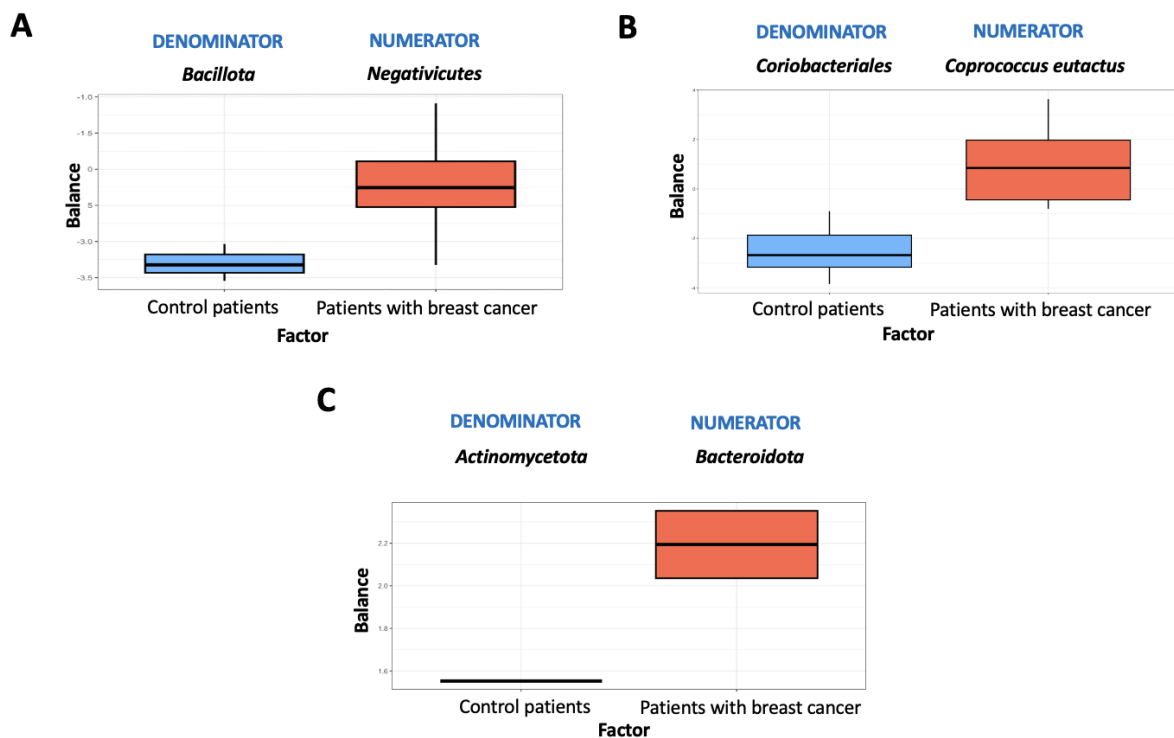 A
DENOMINATOR NUMERATOR
Bacillota Negativicutes
-1.0
-1.5
0
5
-3.0
-3.5
Balance
Control patients Patients with breast cancer
Factor
B
DENOMINATOR NUMERATOR
Coriobacteriales Coprococcus eutactus
4
2
0
-2
-4
Balance
Control patients Patients with breast cancer
Factor
C
DENOMINATOR NUMERATOR
Actinomycetota Bacteroidota
2.2
2.0
1.8
1.6
Balance
Control patients Patients with breast cancer
Factor